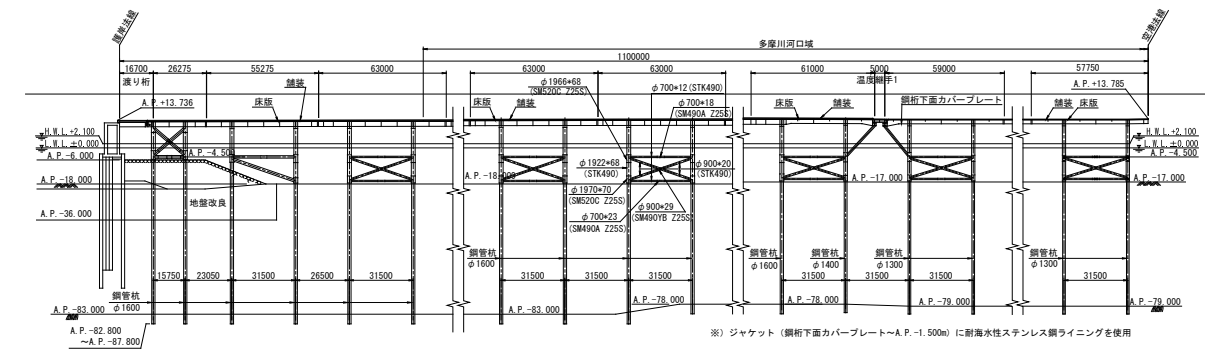 護岸法線
空港法線
多摩川河口域
1100000
16700 26275 55275 63000 63000 63000 61000 5000 59000 57750
渡り桁
舗装
φ1966*68
(SM520C Z25S)
温度継手1
A.P.+13.736
床版
床版
舗装
φ700*12(STK490)
φ700*18
(SM490A Z25S)
床版
舗装
鋼桁下面カバープレート
舗装
床版
A.P.+13.785
H.W.L.+2.100
L.W.L.±0.000
A.P.-6.000
A.P.-4.500
A.P.-18.000
地盤改良
A.P.-36.000
A.P.-18.000
φ1922*68
(STK490)
φ1970*70
(SM520C Z25S)
φ700*23
(SM490A Z25S)
φ900*20
(STK490)
φ900*29
(SM490YB Z25S)
A.P.-17.000
H.W.L.+2.100
L.W.L.±0.000
A.P.-4.500
A.P.-17.000
鋼管杭
φ1600
鋼管杭
φ1600
鋼管杭
φ1400
鋼管杭
φ1300
鋼管杭
φ1300
15750 23050 31500 26500 31500 31500 31500 31500 31500 31500 31500 31500
鋼管杭
φ1600
A.P.-83.000
A.P.-82.800
~A.P.-87.800
A.P.-83.000
A.P.-78.000
A.P.-78.000
A.P.-79.000
A.P.-79.000
※)ジャケット(鋼桁下面カバープレート~A.P.-1.500m)に耐海水性ステンレス鋼ライニングを使用